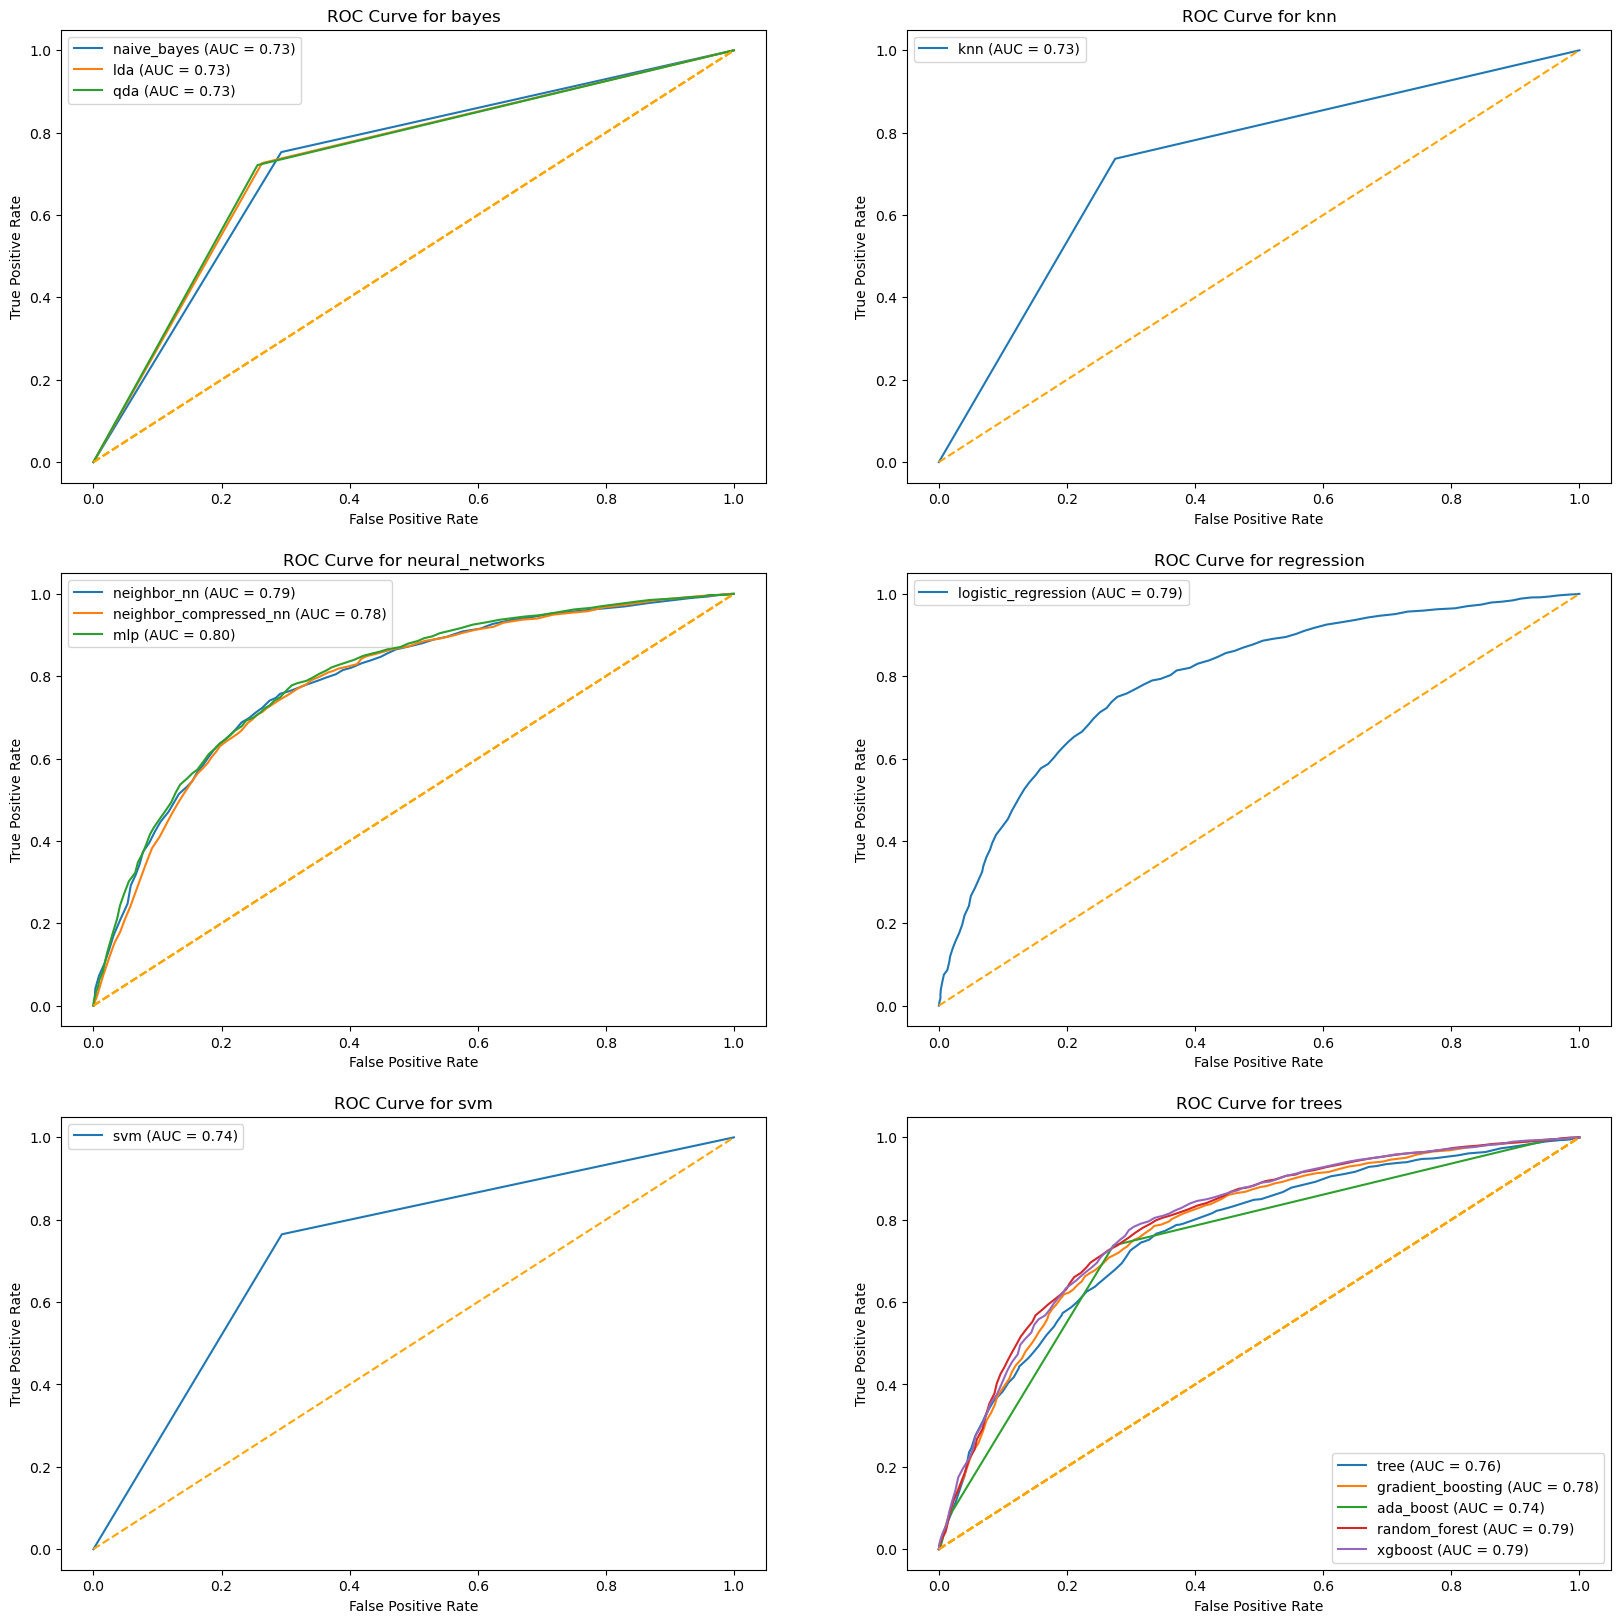 ROC Curve for bayes
naive_bayes (AUC = 0.73)
lda (AUC = 0.73)
qda (AUC = 0.73)
1.0
0.8
0.6
0.4
0.2
0.0
True Positive Rate
0.0 0.2 0.4 0.6 0.8 1.0
False Positive Rate
ROC Curve for knn
knn (AUC = 0.73)
1.0
0.8
0.6
0.4
0.2
0.0
True Positive Rate
0.0 0.2 0.4 0.6 0.8 1.0
False Positive Rate
ROC Curve for neural_networks
neighbor_nn (AUC = 0.79)
neighbor_compressed_nn (AUC = 0.78)
mlp (AUC = 0.80)
1.0
0.8
0.6
0.4
0.2
0.0
True Positive Rate
0.0 0.2 0.4 0.6 0.8 1.0
False Positive Rate
ROC Curve for regression
logistic_regression (AUC = 0.79)
1.0
0.8
0.6
0.4
0.2
0.0
True Positive Rate
0.0 0.2 0.4 0.6 0.8 1.0
False Positive Rate
ROC Curve for svm
svm (AUC = 0.74)
1.0
0.8
0.6
0.4
0.2
0.0
True Positive Rate
0.0 0.2 0.4 0.6 0.8 1.0
False Positive Rate
ROC Curve for trees
1.0
0.8
0.6
0.4
0.2
0.0
True Positive Rate
tree (AUC = 0.76)
gradient_boosting (AUC = 0.78)
ada_boost (AUC = 0.74)
random_forest (AUC = 0.79)
xgboost (AUC = 0.79)
0.0 0.2 0.4 0.6 0.8 1.0
False Positive Rate